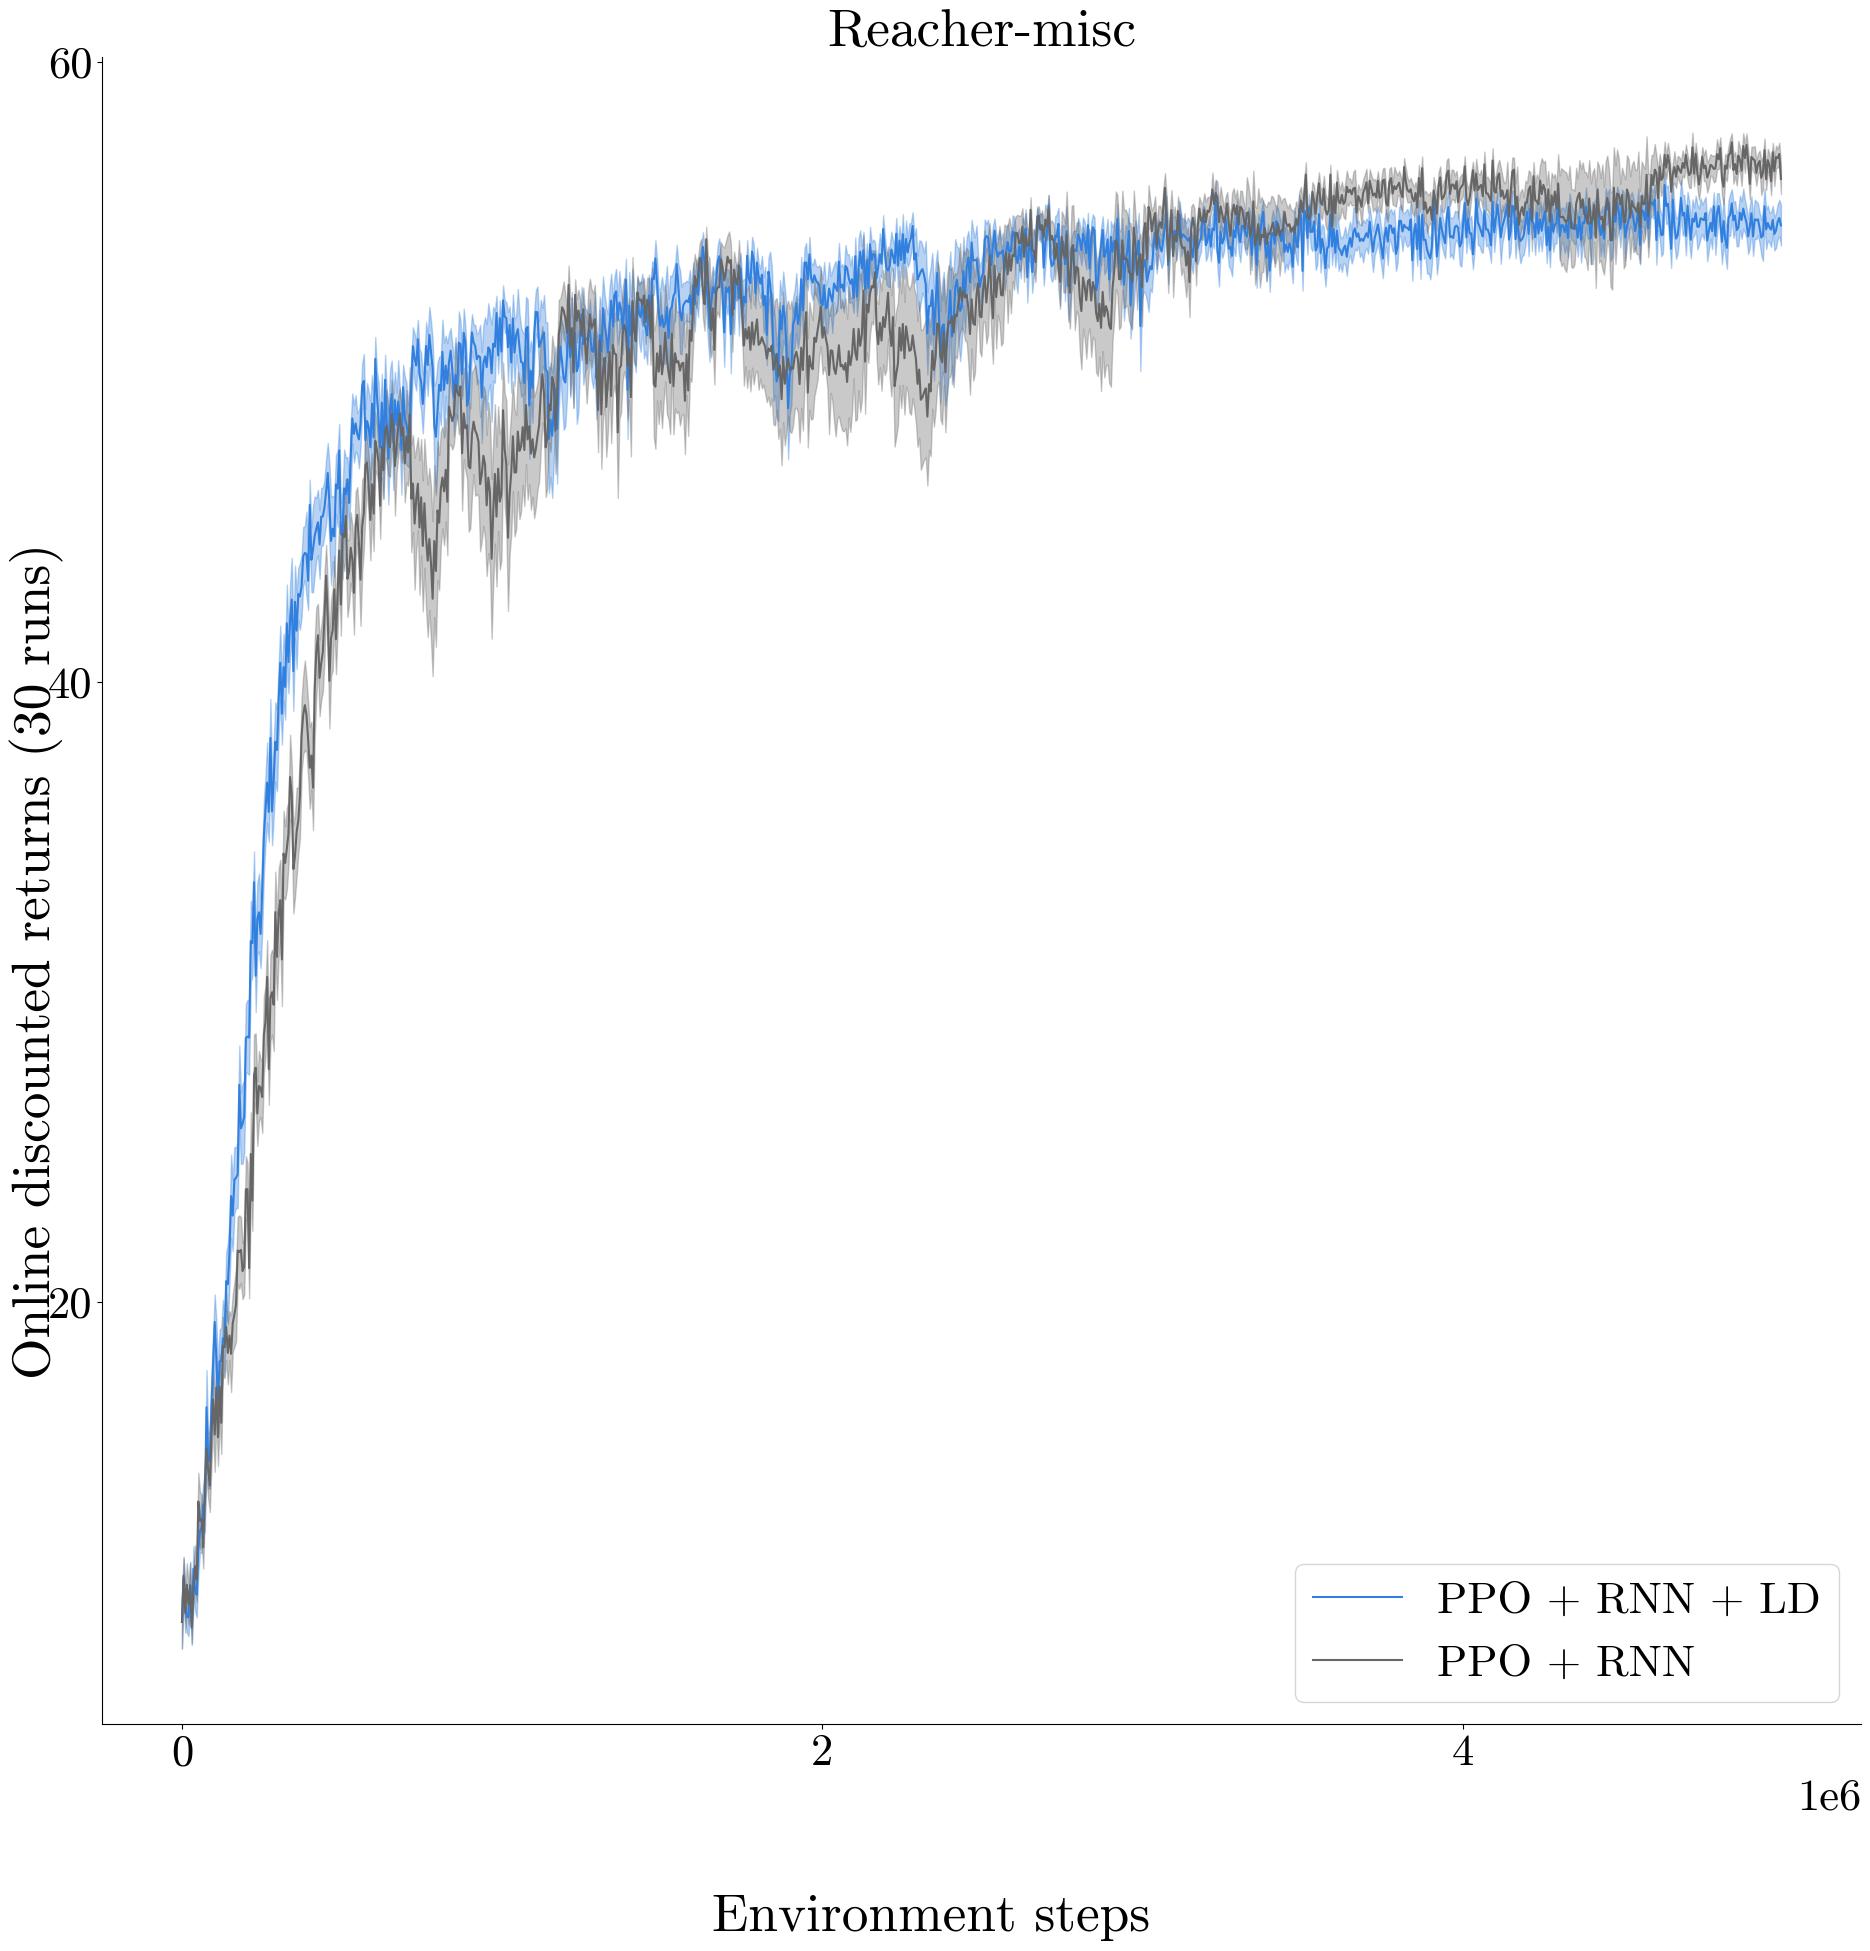 Reacher-misc
60
40
20
Online discounted returns (30 runs)
PPO + RNN + LD
PPO + RNN
0 2 4
1e6
Environment steps